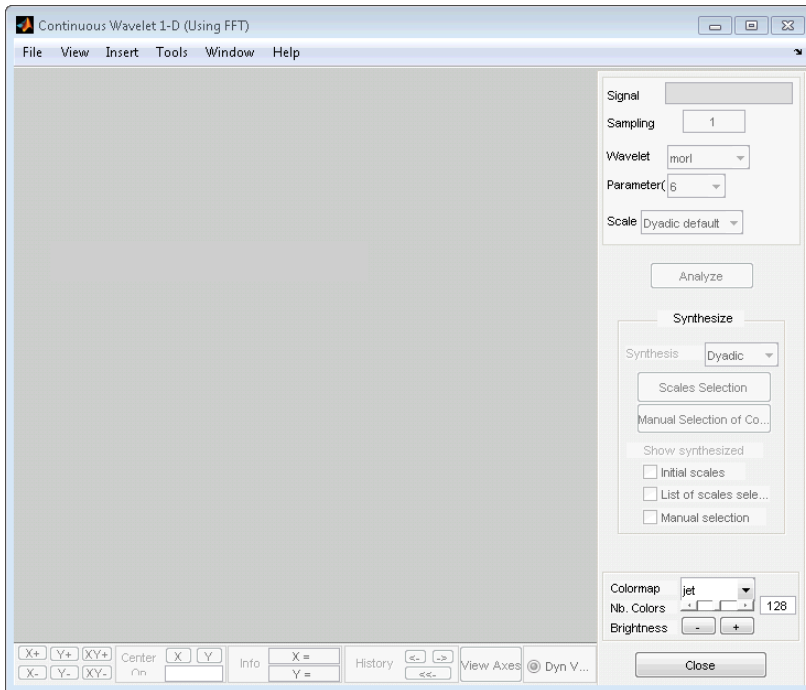 Continuous Wavelet 1-D (Using FFT)
File View Insert Tools Window Help
Signal
Sampling 1
Wavelet morl
Parameter( 6
Scale Dyadic default
Analyze
Synthesize
Synthesis Dyadic
Scales Selection
Manual Selection of Co...
Show synthesized
Initial scales
List of scales sele...
Manual selection
Colormap jet
Nb. Colors 128
Brightness - +
X+ Y+ XY+ Center X Y Info X = History <- -> View Axes Dyn V...
X- Y- XY- On Y = <<-
Close